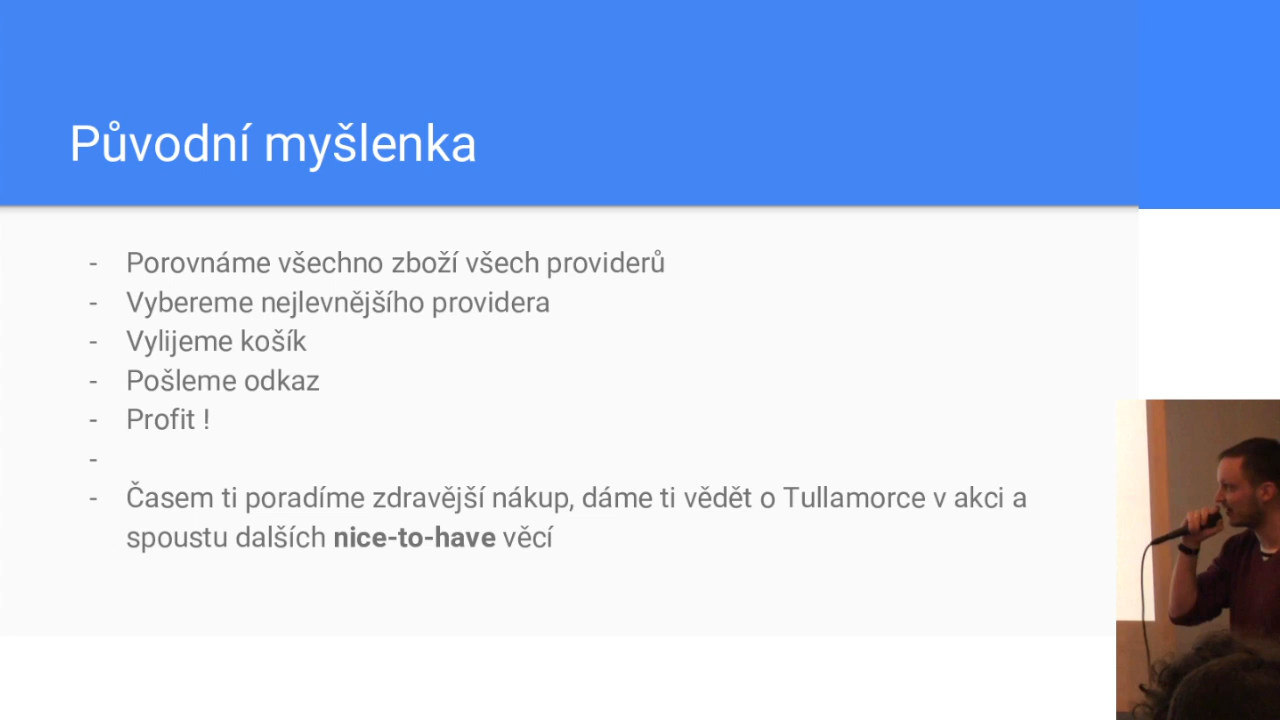 Původní myšlenka
- Porovnáme všechno zboží všech providerů
- Vybereme nejlevnějšího providera
- Vylijeme košík
- Pošleme odkaz
- Profit !
-
- Časem ti poradíme zdravější nákup, dáme ti vědět o Tullamorce v akci a
spoustu dalších nice-to-have věcí